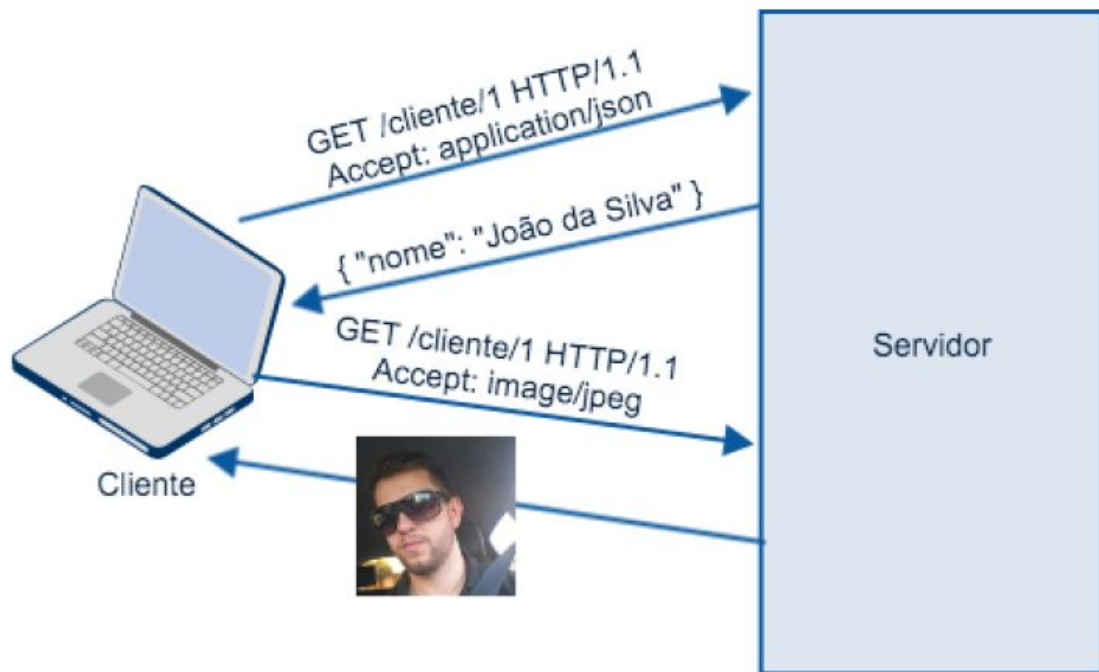 GET /cliente/1 HTTP/1.1
Accept: application/json
{ "nome": "João da Silva" }
GET /cliente/1 HTTP/1.1
Accept: image/jpeg
Servidor
Cliente